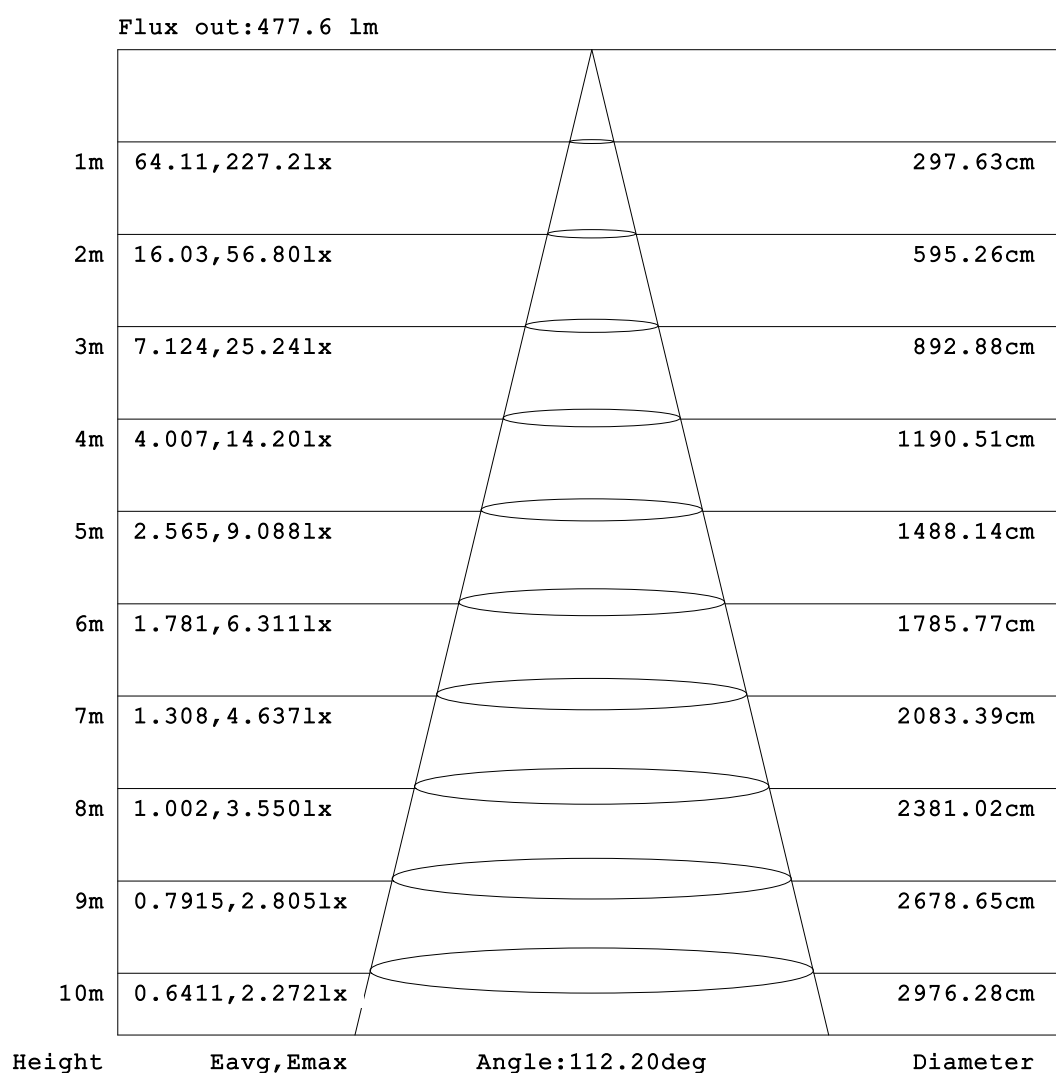 Flux out:477.6 lm
1m 64.11,227.2lx 297.63cm
2m 16.03,56.80lx 595.26cm
3m 7.124,25.24lx 892.88cm
4m 4.007,14.20lx 1190.51cm
5m 2.565,9.088lx 1488.14cm
6m 1.781,6.311lx 1785.77cm
7m 1.308,4.637lx 2083.39cm
8m 1.002,3.550lx 2381.02cm
9m 0.7915,2.805lx 2678.65cm
10m 0.6411,2.272lx 2976.28cm
Height Eavg,Emax Angle:112.20deg Diameter